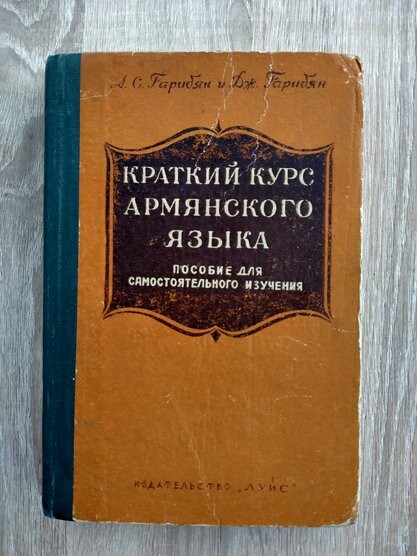 А. С. Гарибян и Дж. Гарибян
КРАТКИЙ КУРС
АРМЯНСКОГО
ЯЗЫКА
ПОСОБИЕ ДЛЯ
САМОСТОЯТЕЛЬНОГО ИЗУЧЕНИЯ
ИЗДАТЕЛЬСТВО „ЛУЙС“